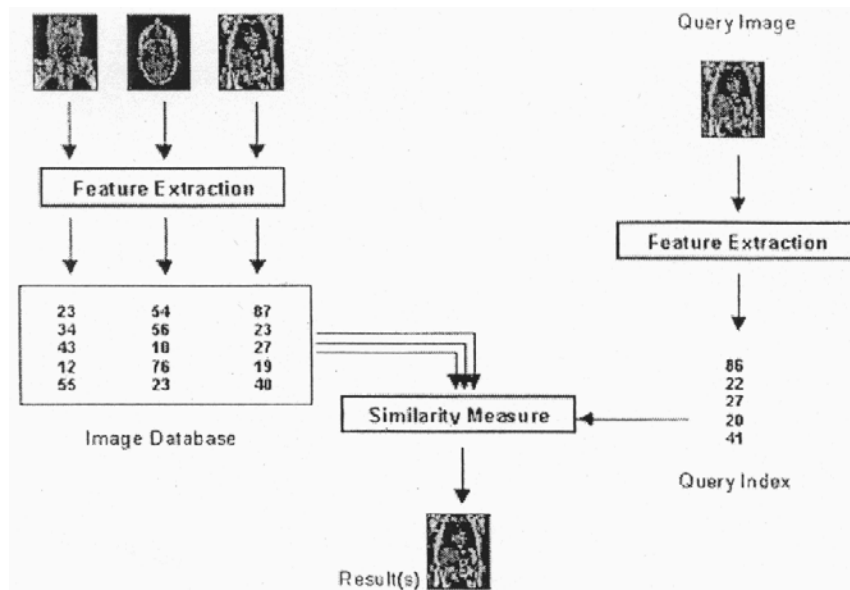 Query Image
Feature Extraction
Feature Extraction
23 54 87
34 56 23
43 10 27
12 76 19
55 23 40
Image Database
86
22
27
20
41
Query Index
Similarity Measure
Result(s)